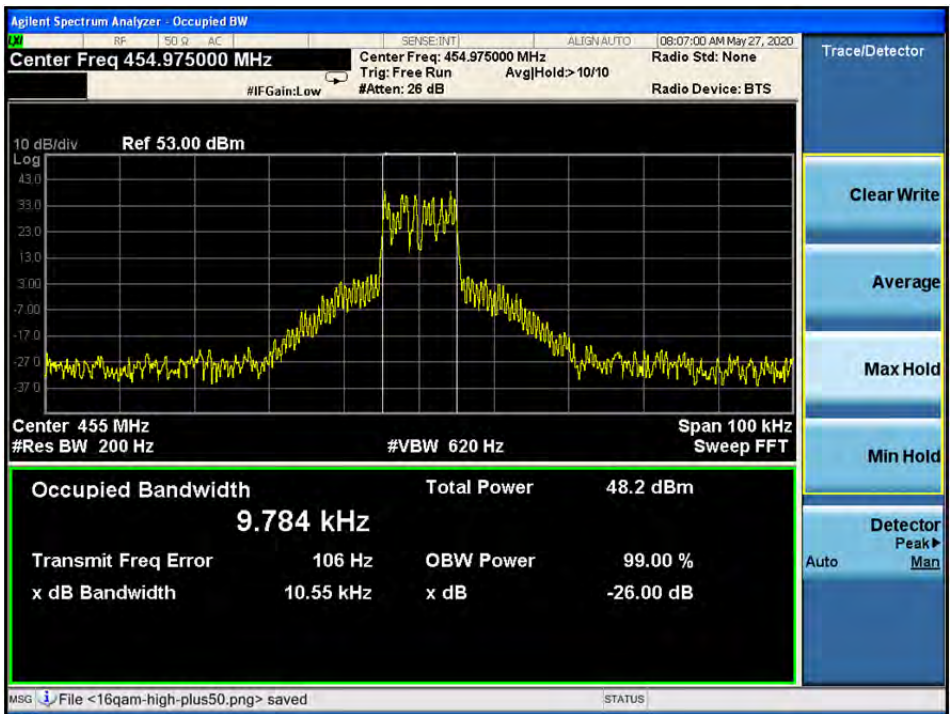 Agilent Spectrum Analyzer - Occupied BW
LXI RF 50 Ω AC SENSE:INT ALIGN AUTO 08:07:00 AM May 27, 2020
Center Freq 454.975000 MHz
Center Freq: 454.975000 MHz Radio Std: None
Trig: Free Run Avg|Hold:>10/10
#IFGain:Low #Atten: 26 dB Radio Device: BTS
10 dB/div Ref 53.00 dBm
Log
43.0
33.0
23.0
13.0
3.00
-7.00
-17.0
-27.0
-37.0
Center 455 MHz Span 100 kHz
#Res BW 200 Hz #VBW 620 Hz Sweep FFT
Occupied Bandwidth Total Power 48.2 dBm
9.784 kHz
Transmit Freq Error 106 Hz OBW Power 99.00 %
x dB Bandwidth 10.55 kHz x dB -26.00 dB
Trace/Detector
Clear Write
Average
Max Hold
Min Hold
Detector
Peak▶
Auto Man
MSG File <16qam-high-plus50.png> saved STATUS